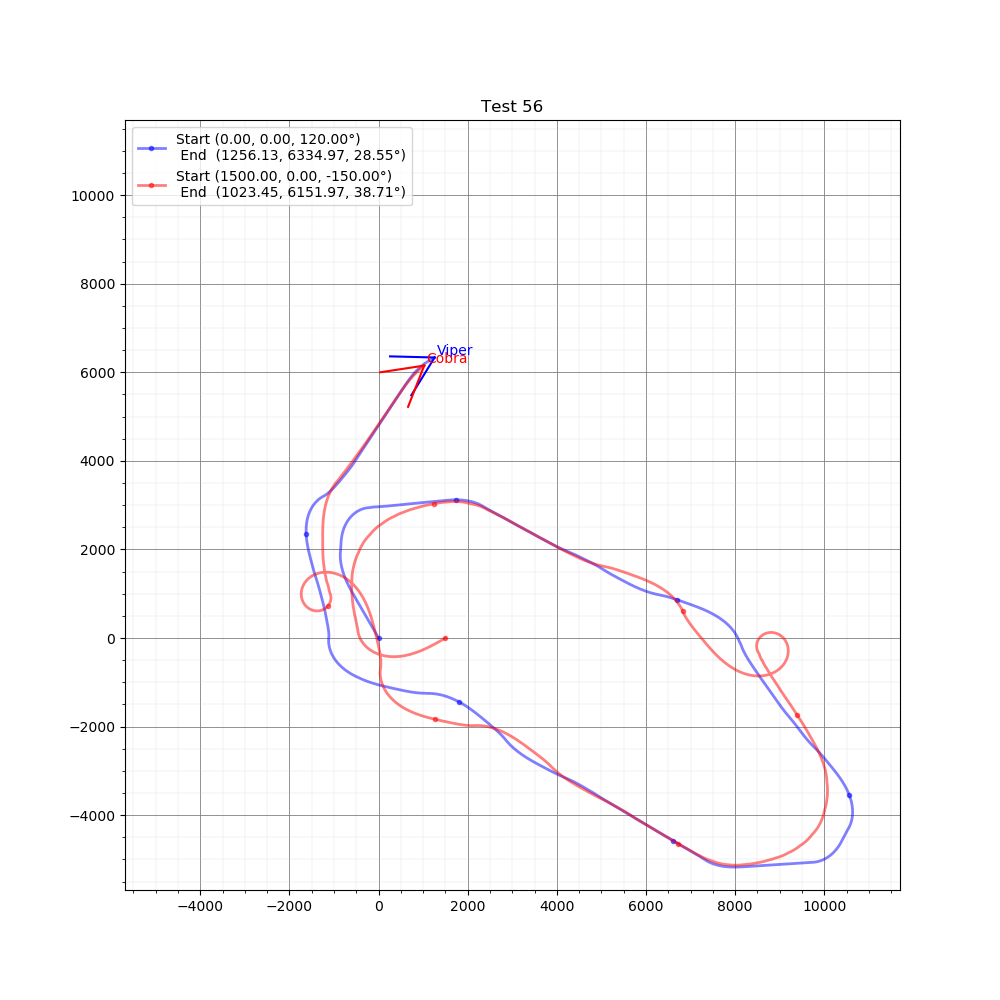 Test 56
Start (0.00, 0.00, 120.00°)
End (1256.13, 6334.97, 28.55°)
Start (1500.00, 0.00, -150.00°)
End (1023.45, 6151.97, 38.71°)
10000
8000
6000
4000
2000
0
−2000
−4000
Viper
Cobra
−4000 −2000 0 2000 4000 6000 8000 10000